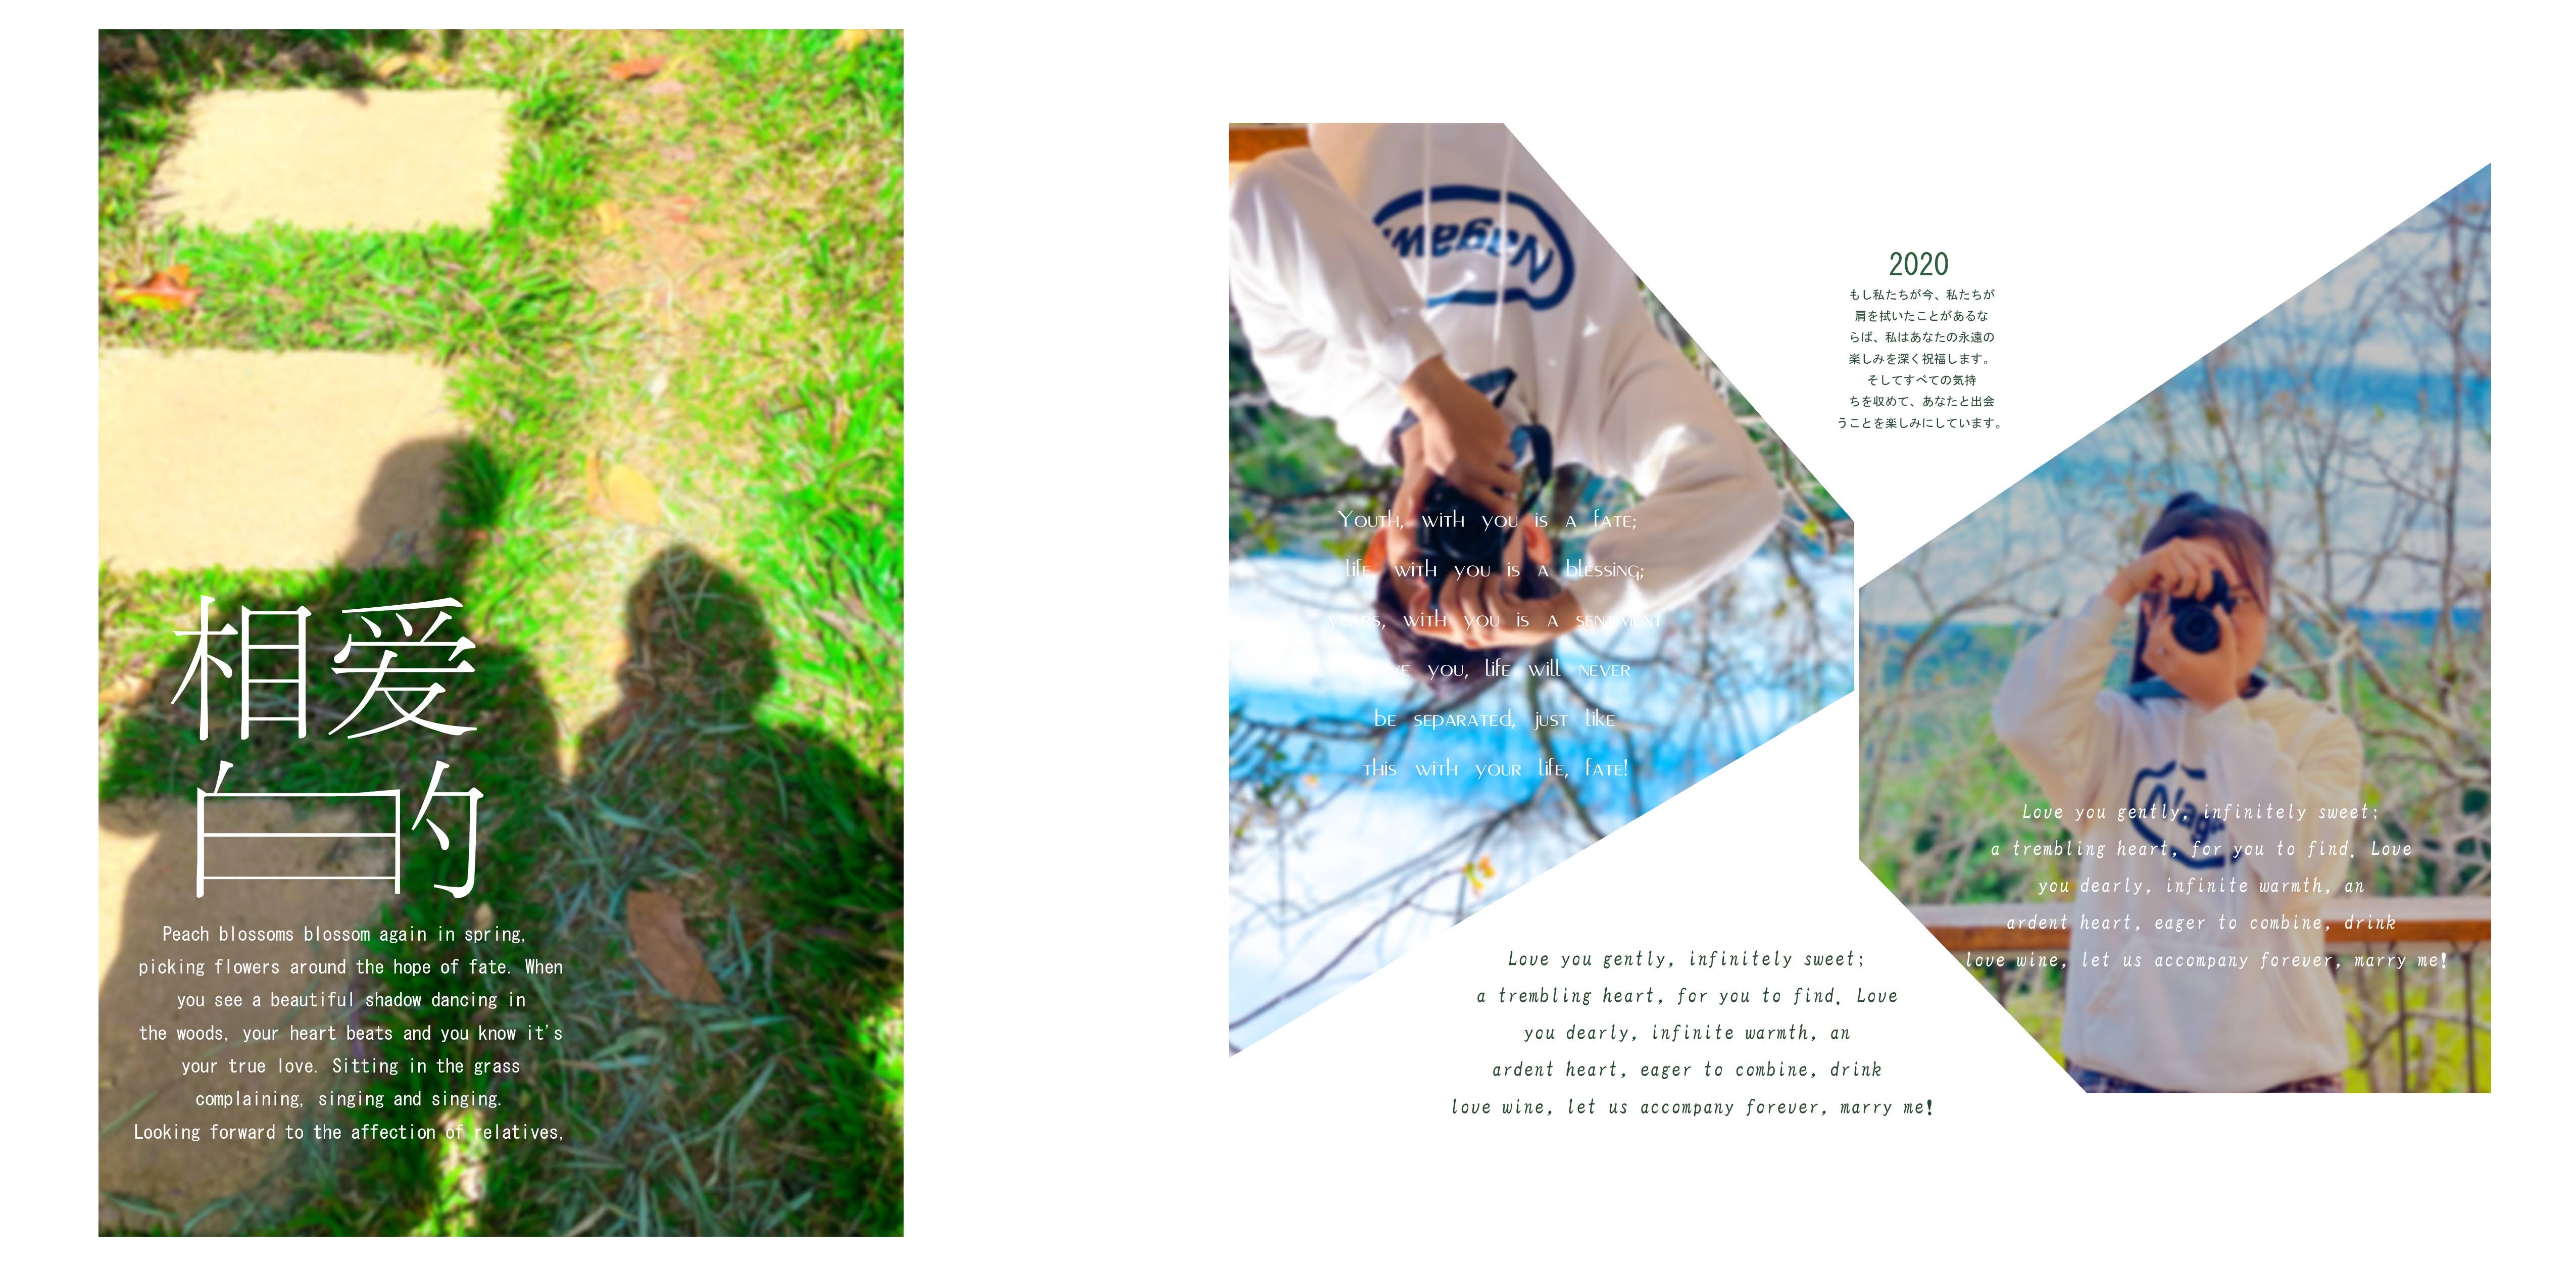 相爱
白勺
Peach blossoms blossom again in spring,
picking flowers around the hope of fate. When
you see a beautiful shadow dancing in
the woods, your heart beats and you know it's
your true love. Sitting in the grass
complaining, singing and singing.
Looking forward to the affection of relatives,
Nagaw
Youth, with you is a fate;
life with you is a blessing;
years, with you is a sentiment
you, life will never
be separated, just like
this with your life, fate!
2020
もし私たちが今、私たちが
肩を拭いたことがあるな
らば、私はあなたの永遠の
楽しみを深く祝福します。
そしてすべての気持
ちを収めて、あなたと出会
うことを楽しみにしています。
Love you gently, infinitely sweet;
a trembling heart, for you to find. Love
you dearly, infinite warmth, an
ardent heart, eager to combine, drink
love wine, let us accompany forever, marry me!
Love you gently, infinitely sweet;
a trembling heart, for you to find. Love
you dearly, infinite warmth, an
ardent heart, eager to combine, drink
love wine, let us accompany forever, marry me!